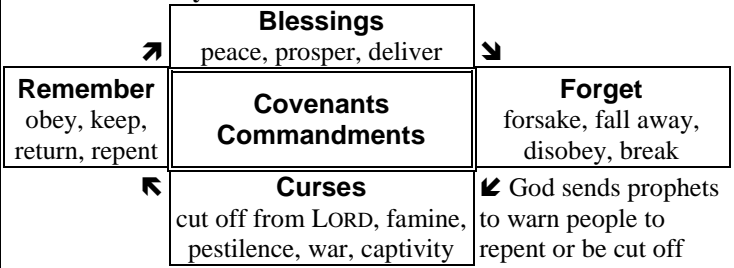 Blessings
peace, prosper, deliver
Remember
obey, keep,
return, repent
Covenants
Commandments
Forget
forsake, fall away,
disobey, break
Curses
cut off from LORD, famine,
pestilence, war, captivity
God sends prophets
to warn people to
repent or be cut off